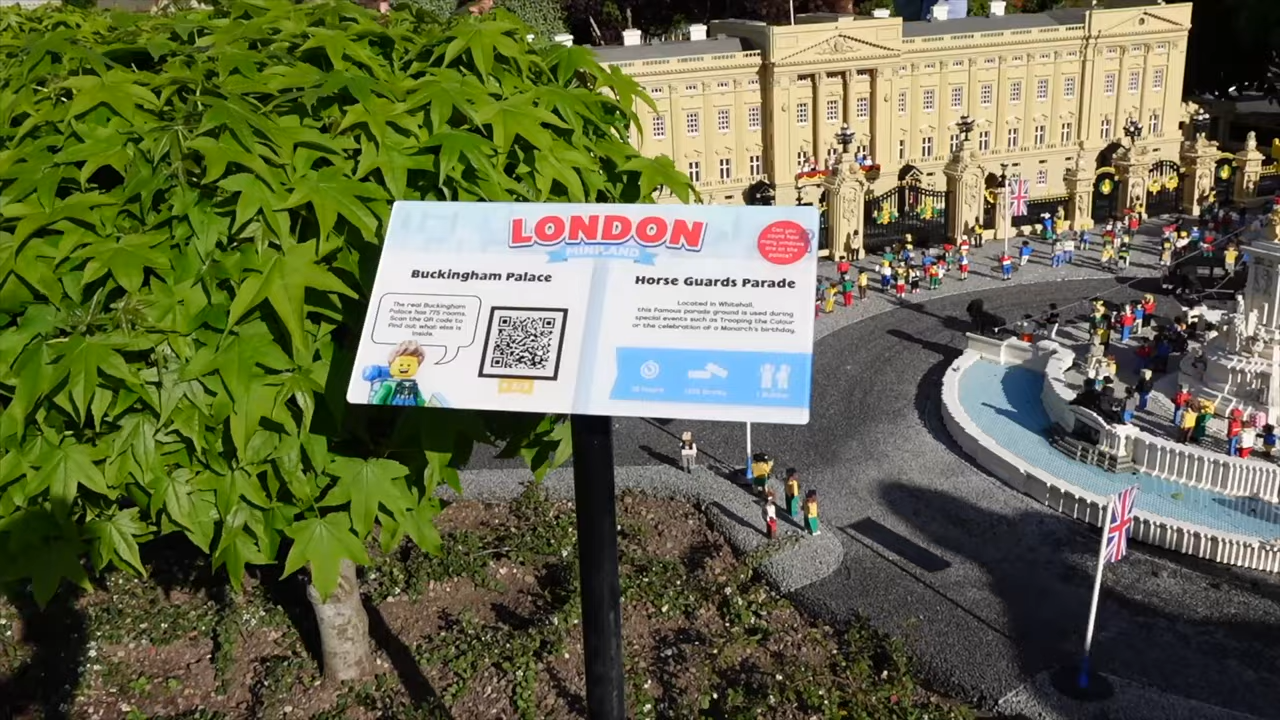 LONDON
MINILAND
Can you
count how
many windows
are at the
palace?
Buckingham Palace
The real Buckingham
Palace has 775 rooms.
Scan the QR code to
find out what else is
inside.
Horse Guards Parade
Located in Whitehall,
this famous parade ground is used during
special events such as Trooping the Colour
or the celebration of a Monarch's birthday.
1 Builder